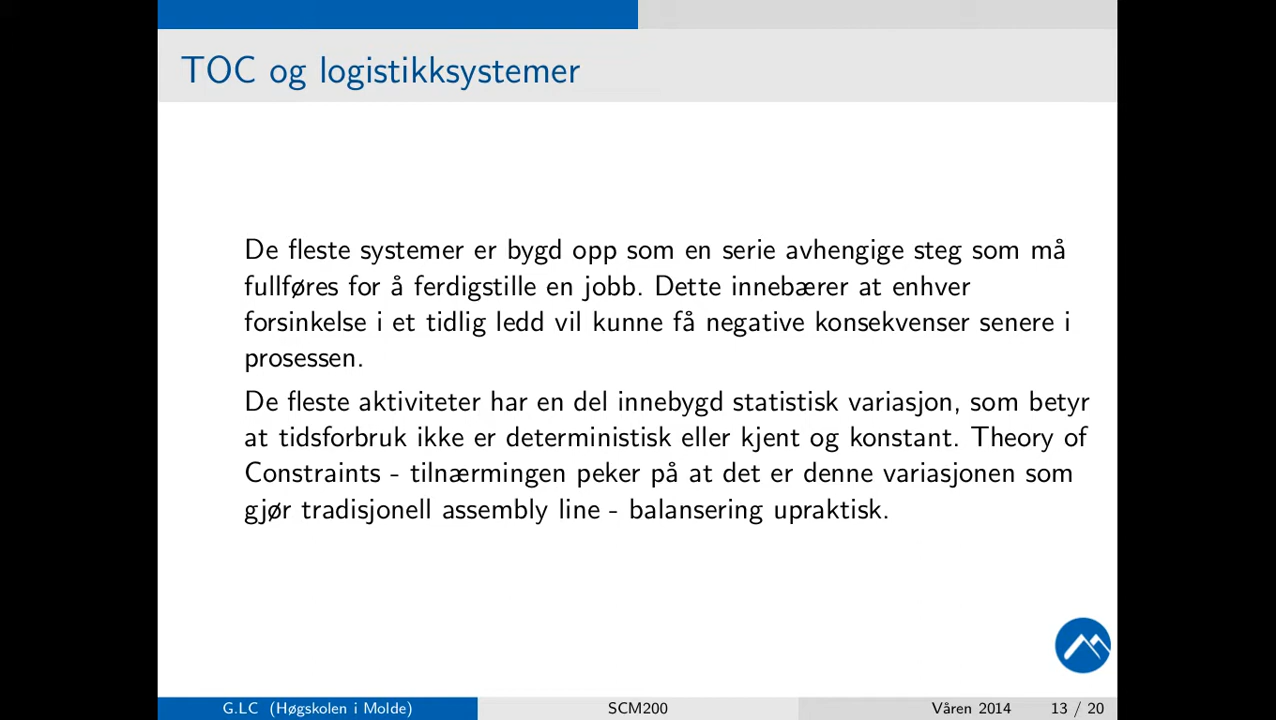 TOC og logistikksystemer
De fleste systemer er bygd opp som en serie avhengige steg som må
fullføres for å ferdigstille en jobb. Dette innebærer at enhver
forsinkelse i et tidlig ledd vil kunne få negative konsekvenser senere i
prosessen.
De fleste aktiviteter har en del innebygd statistisk variasjon, som betyr
at tidsforbruk ikke er deterministisk eller kjent og konstant. Theory of
Constraints - tilnærmingen peker på at det er denne variasjonen som
gjør tradisjonell assembly line - balansering upraktisk.
G.LC (Høgskolen i Molde) SCM200 Våren 2014 13 / 20